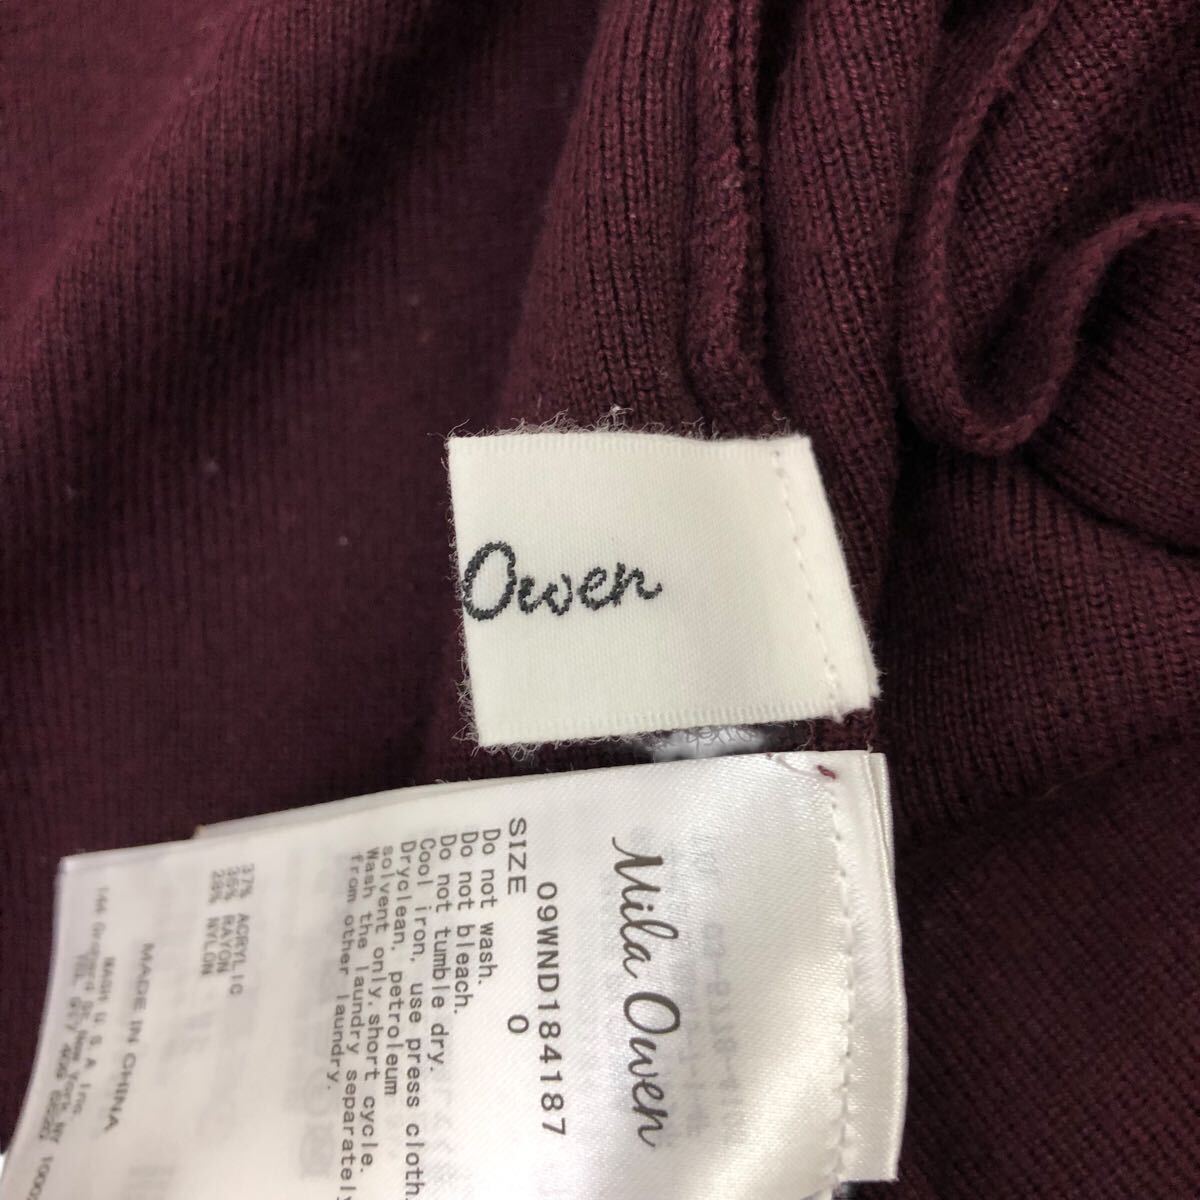 Owen
Mila Owen
09WND184187
SIZE 0
Do not wash.
Do not bleach.
Do not tumble dry.
Cool iron, use press cloth.
Dryclean, petroleum
solvent only, short cycle.
Wash the laundry separately
from other laundry.
37% ACRYLIC
35% RAYON
28% NYLON
MADE IN CHINA
MASH U.S.A Inc.